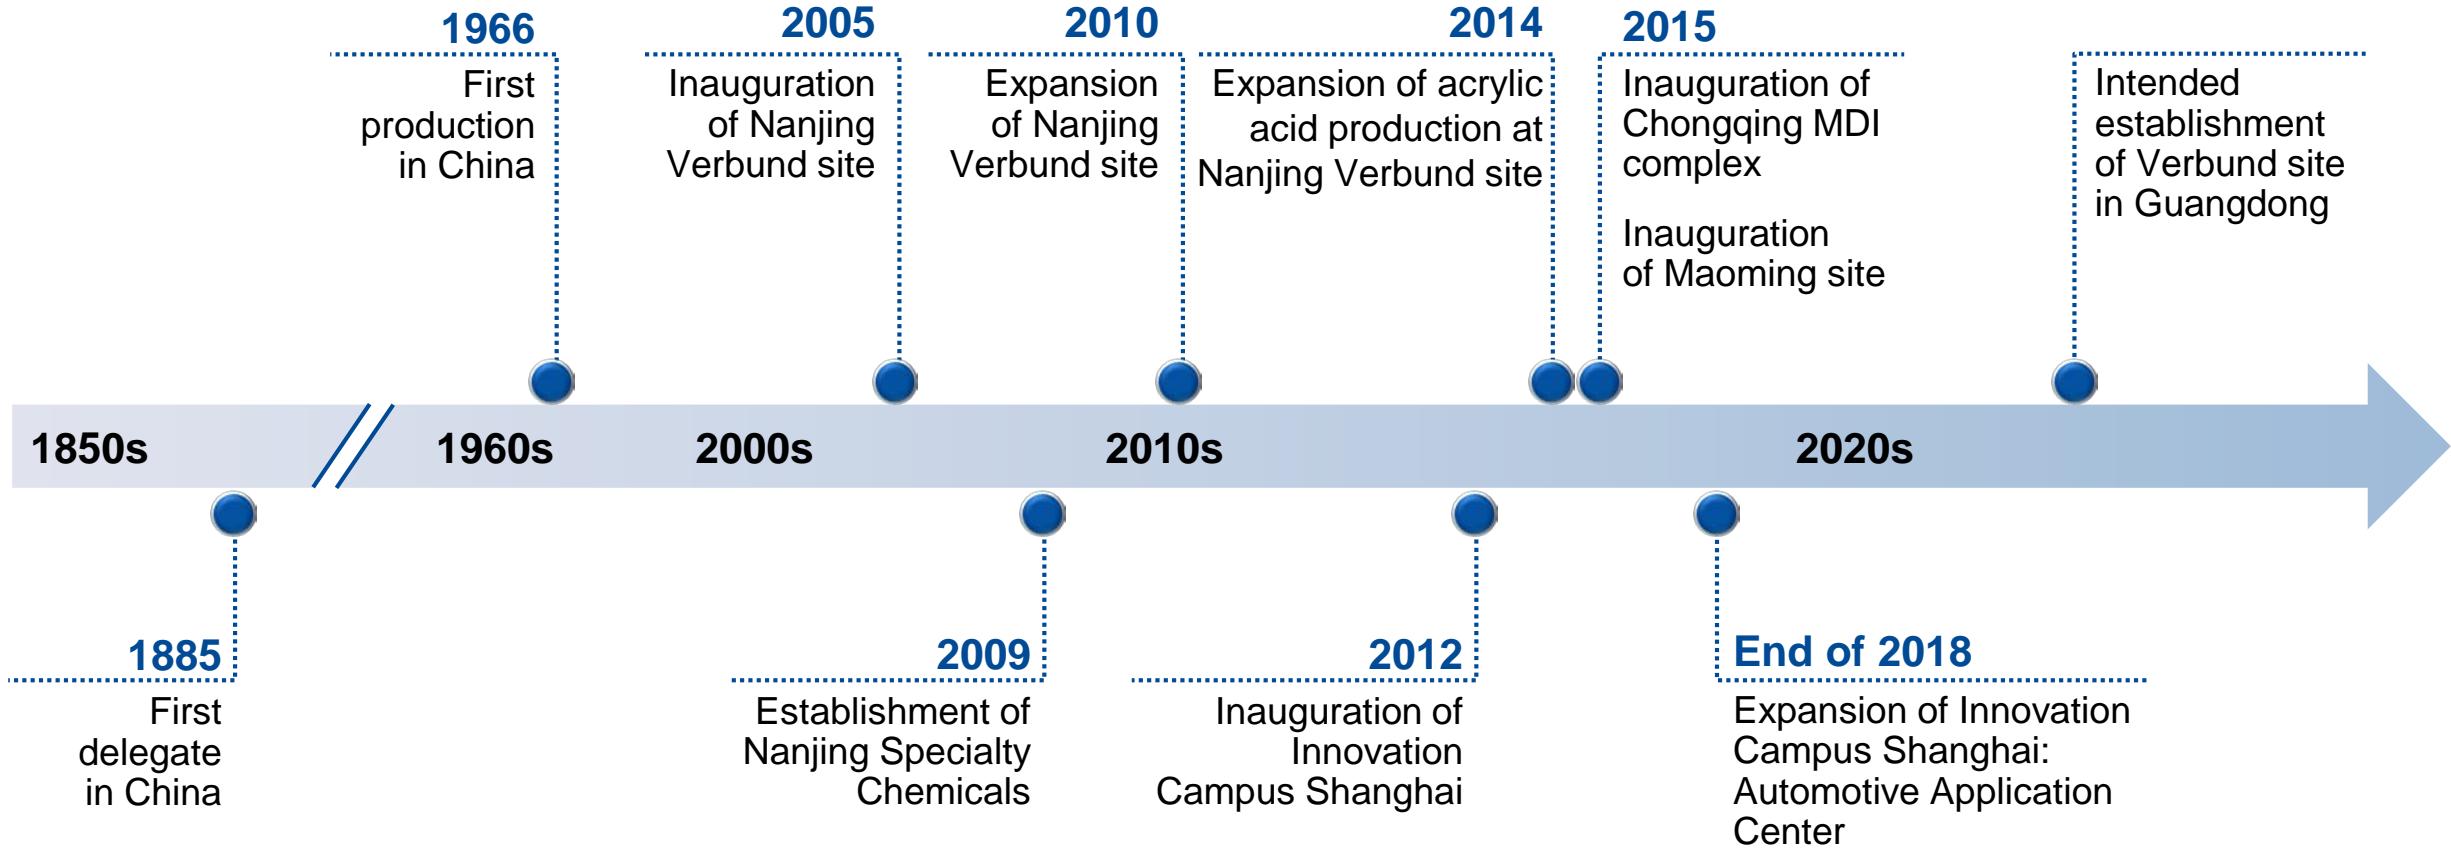 1966
First
production
in China
2005
Inauguration
of Nanjing
Verbund site
2010
Expansion
of Nanjing
Verbund site
2014
Expansion of acrylic
acid production at
Nanjing Verbund site
2015
Inauguration of
Chongqing MDI
complex
Inauguration
of Maoming site
Intended
establishment
of Verbund site
in Guangdong
1850s
1960s
2000s
2010s
2020s
1885
First
delegate
in China
2009
Establishment of
Nanjing Specialty
Chemicals
2012
Inauguration of
Innovation
Campus Shanghai
End of 2018
Expansion of Innovation
Campus Shanghai:
Automotive Application
Center